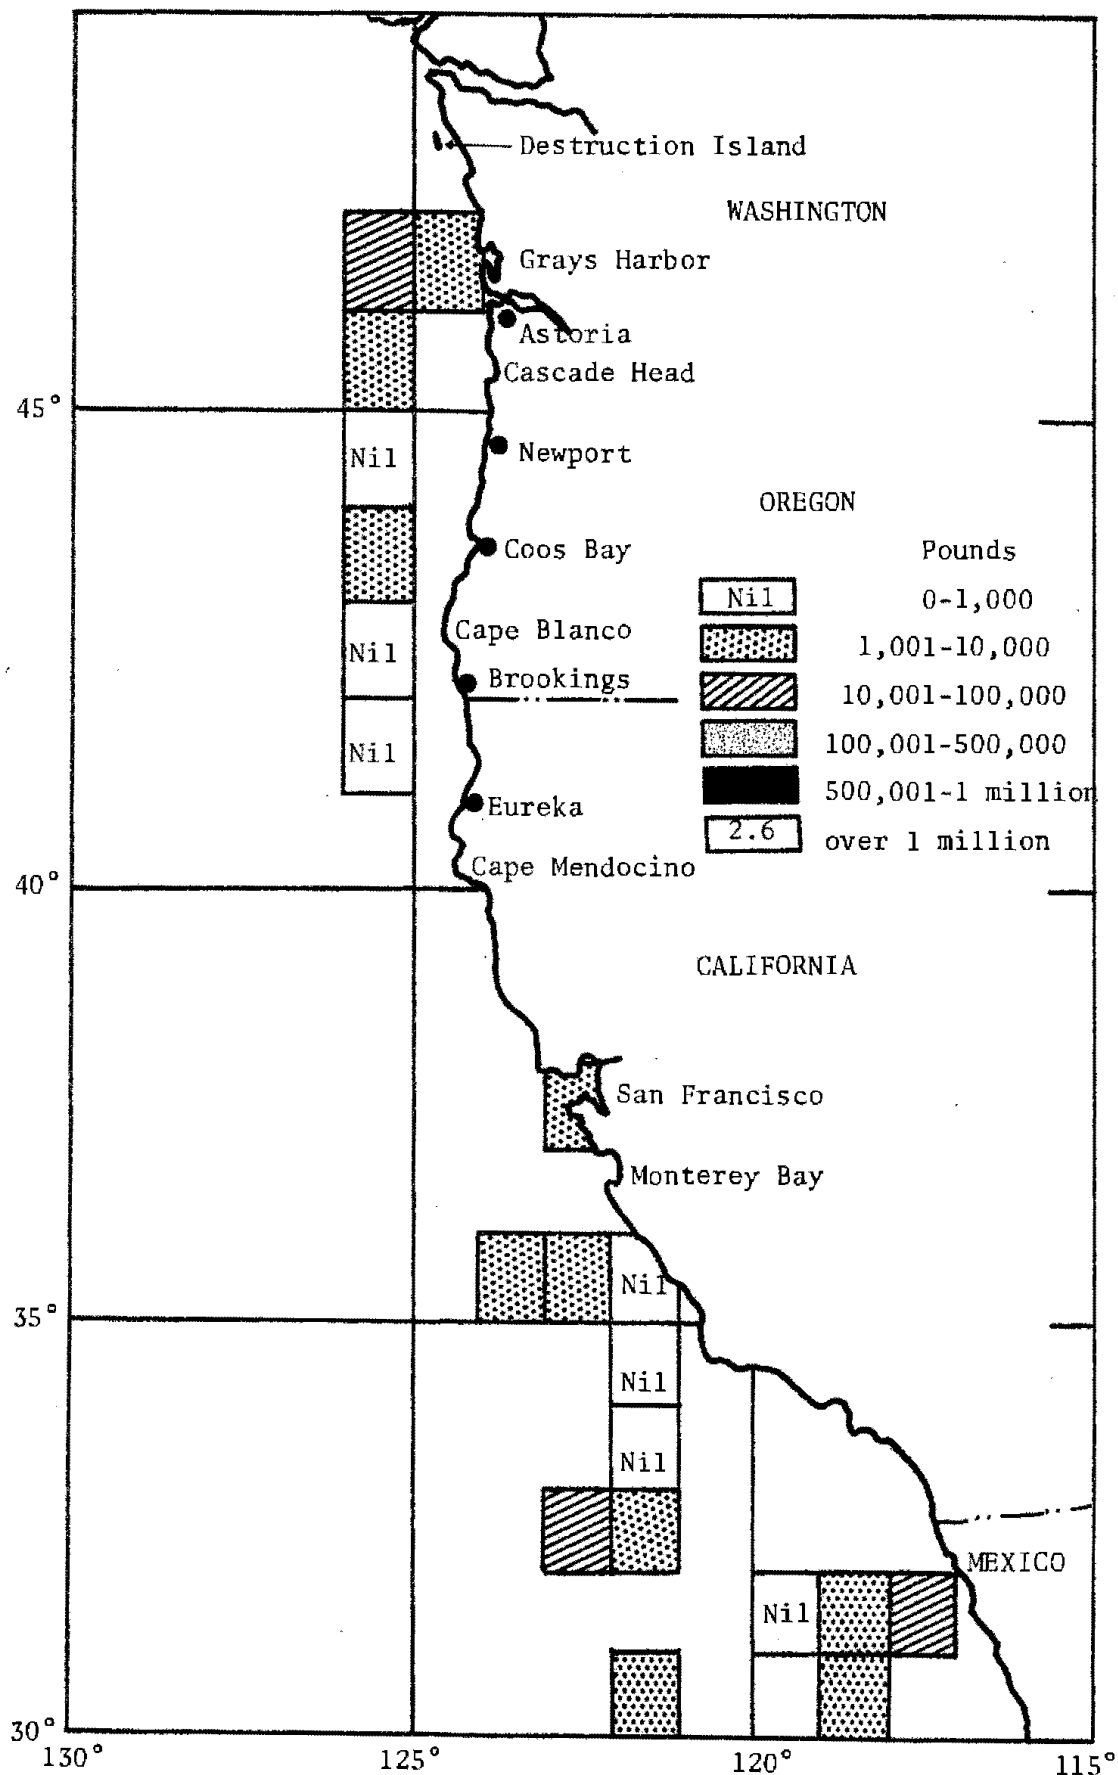 Destruction Island
WASHINGTON
Grays Harbor
Astoria
Cascade Head
45°
Nil
Newport
OREGON
Coos Bay
Pounds
Nil 0-1,000
1,001-10,000
10,001-100,000
100,001-500,000
500,001-1 million
2.6 over 1 million
Cape Blanco
Nil
Brookings
Nil
Eureka
Cape Mendocino
40°
CALIFORNIA
San Francisco
Monterey Bay
Nil
35°
Nil
Nil
MEXICO
Nil
30°
130° 125° 120° 115°